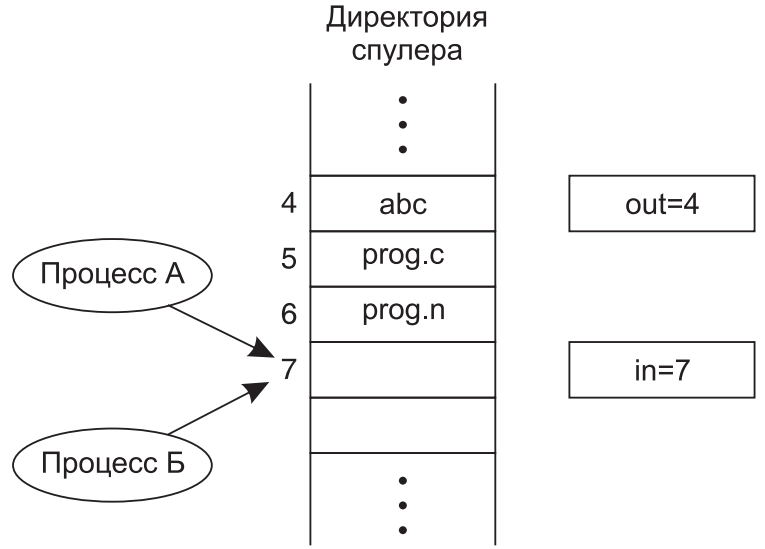 Директория
спулера
4
abc
out=4
5
prog.c
Процесс А
6
prog.n
7
in=7
Процесс Б